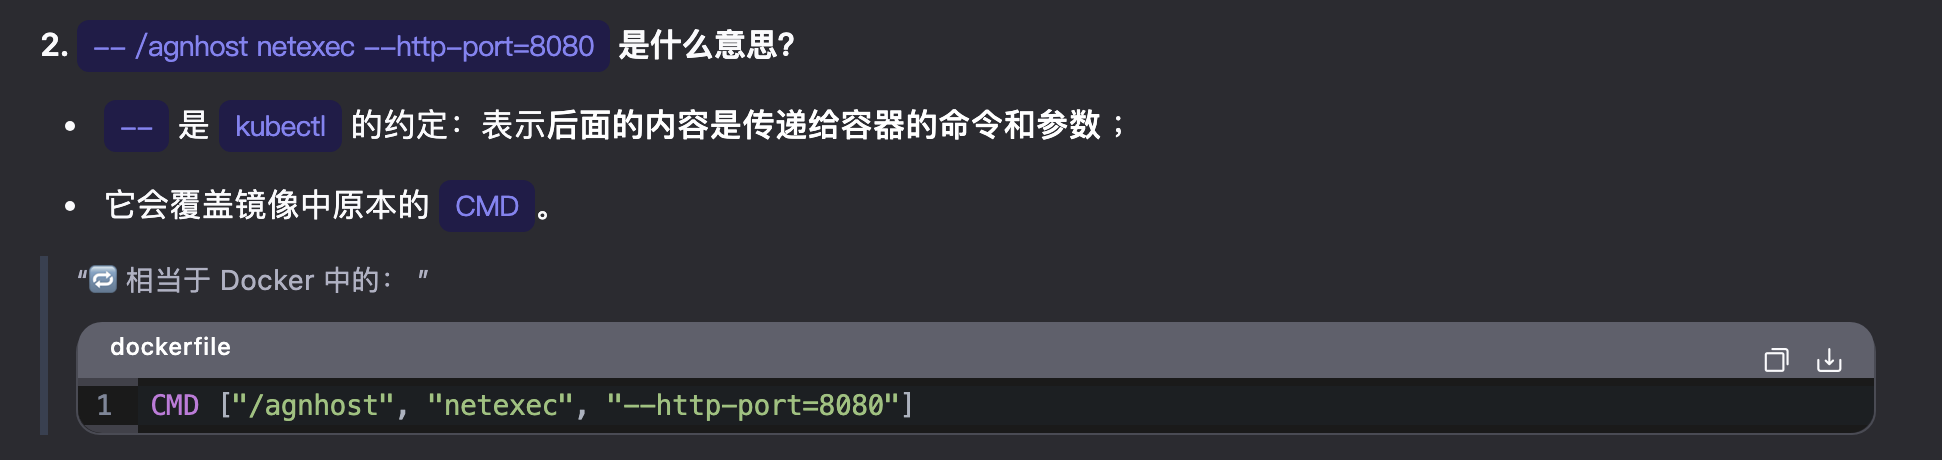 2. -- /agnhost netexec --http-port=8080 是什么意思?
• -- 是 kubectl 的约定：表示后面的内容是传递给容器的命令和参数；
• 它会覆盖镜像中原本的 CMD 。
“🔁 相当于 Docker 中的： ”
dockerfile
1 CMD ["/agnhost", "netexec", "--http-port=8080"]